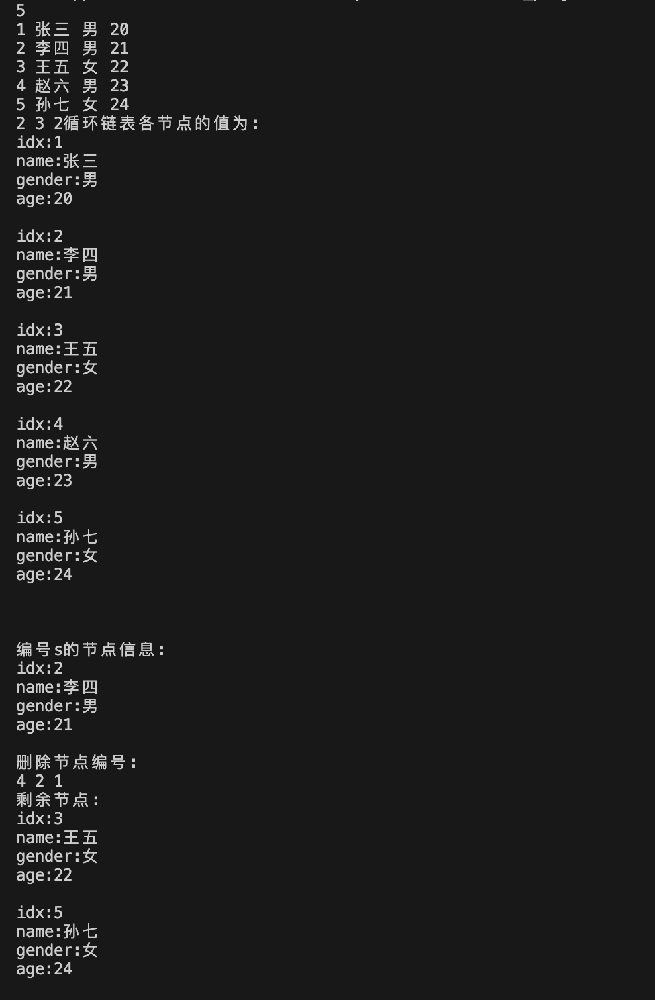 5
1 张三 男 20
2 李四 男 21
3 王五 女 22
4 赵六 男 23
5 孙七 女 24
2 3 2循环链表各节点的值为:
idx:1
name:张三
gender:男
age:20
idx:2
name:李四
gender:男
age:21
idx:3
name:王五
gender:女
age:22
idx:4
name:赵六
gender:男
age:23
idx:5
name:孙七
gender:女
age:24
编号s的节点信息:
idx:2
name:李四
gender:男
age:21
删除节点编号:
4 2 1
剩余节点:
idx:3
name:王五
gender:女
age:22
idx:5
name:孙七
gender:女
age:24